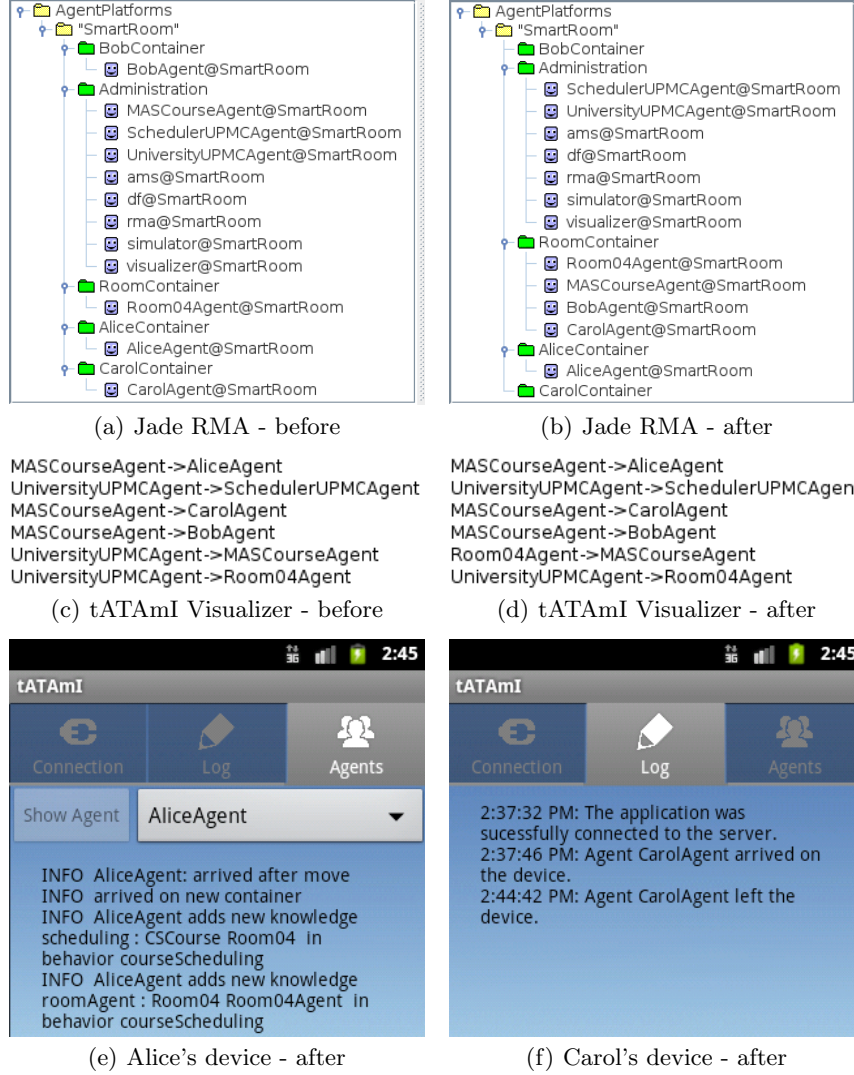 AgentPlatforms
"SmartRoom"
BobContainer
BobAgent@SmartRoom
Administration
MASCourseAgent@SmartRoom
SchedulerUPMCAgent@SmartRoom
UniversityUPMCAgent@SmartRoom
ams@SmartRoom
df@SmartRoom
rma@SmartRoom
simulator@SmartRoom
visualizer@SmartRoom
RoomContainer
Room04Agent@SmartRoom
AliceContainer
AliceAgent@SmartRoom
CarolContainer
CarolAgent@SmartRoom
(a) Jade RMA - before
AgentPlatforms
"SmartRoom"
BobContainer
Administration
SchedulerUPMCAgent@SmartRoom
UniversityUPMCAgent@SmartRoom
ams@SmartRoom
df@SmartRoom
rma@SmartRoom
simulator@SmartRoom
visualizer@SmartRoom
RoomContainer
Room04Agent@SmartRoom
MASCourseAgent@SmartRoom
BobAgent@SmartRoom
CarolAgent@SmartRoom
AliceContainer
AliceAgent@SmartRoom
CarolContainer
(b) Jade RMA - after
MASCourseAgent->AliceAgent
UniversityUPMCAgent->SchedulerUPMCAgent
MASCourseAgent->CarolAgent
MASCourseAgent->BobAgent
UniversityUPMCAgent->MASCourseAgent
UniversityUPMCAgent->Room04Agent
(c) tATAmI Visualizer - before
MASCourseAgent->AliceAgent
UniversityUPMCAgent->SchedulerUPMCAgen
MASCourseAgent->CarolAgent
MASCourseAgent->BobAgent
Room04Agent->MASCourseAgent
UniversityUPMCAgent->Room04Agent
(d) tATAmI Visualizer - after
3G 2:45
tATAmI
Connection Log Agents
Show Agent AliceAgent
INFO AliceAgent: arrived after move
INFO arrived on new container
INFO AliceAgent adds new knowledge
scheduling : CSCourse Room04 in
behavior courseScheduling
INFO AliceAgent adds new knowledge
roomAgent : Room04 Room04Agent in
behavior courseScheduling
(e) Alice's device - after
3G 2:45
tATAmI
Connection Log Agents
2:37:32 PM: The application was
sucessfully connected to the server.
2:37:46 PM: Agent CarolAgent arrived on
the device.
2:44:42 PM: Agent CarolAgent left the
device.
(f) Carol's device - after